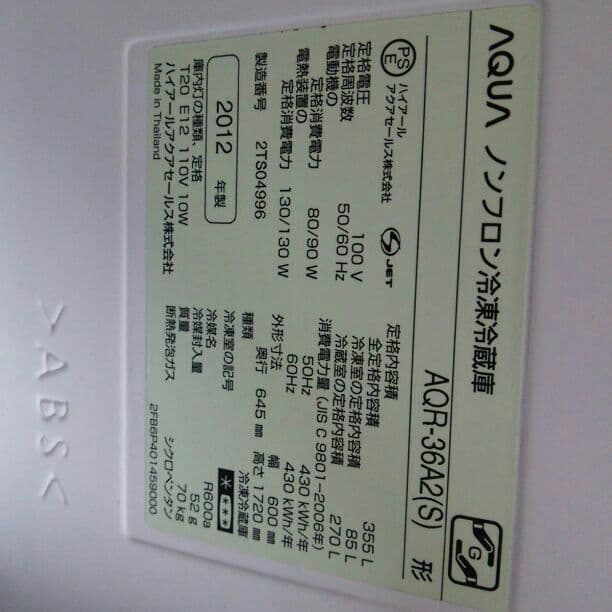 AQUA ノンフロン冷凍冷蔵庫
AQR-36A2(S) 形
G
PS E ハイアール
アクアセールス株式会社
S JET
定格電圧 100 V
定格周波数 50/60 Hz
電動機の
定格消費電力 80/90 W
電熱装置の
定格消費電力 130/130 W
製造番号 2TS04996
2012 年製
庫内灯の種類、定格
T20 E12 110V 10W
ハイアールアクアセールス株式会社
Made in Thailand
定格内容積
全定格内容積 355 L
冷凍室の定格内容積 85 L
冷蔵室の定格内容積 270 L
消費電力量 (JIS C 9801-2006年)
50Hz 430 kWh/年
60Hz 430 kWh/年
外形寸法 幅 600 mm
奥行 645 mm 高さ 1720 mm
種類 冷凍冷蔵庫
冷凍室の記号 * ***
冷媒名 R600a
冷媒封入量 52 g
質量 70 kg
断熱発泡ガス シクロペンタン
2FB6P401459000
>ABS<